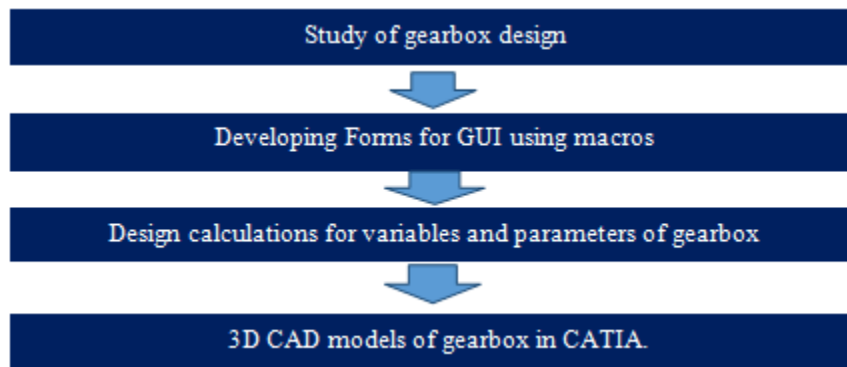 Study of gearbox design
Developing Forms for GUI using macros
Design calculations for variables and parameters of gearbox
3D CAD models of gearbox in CATIA.